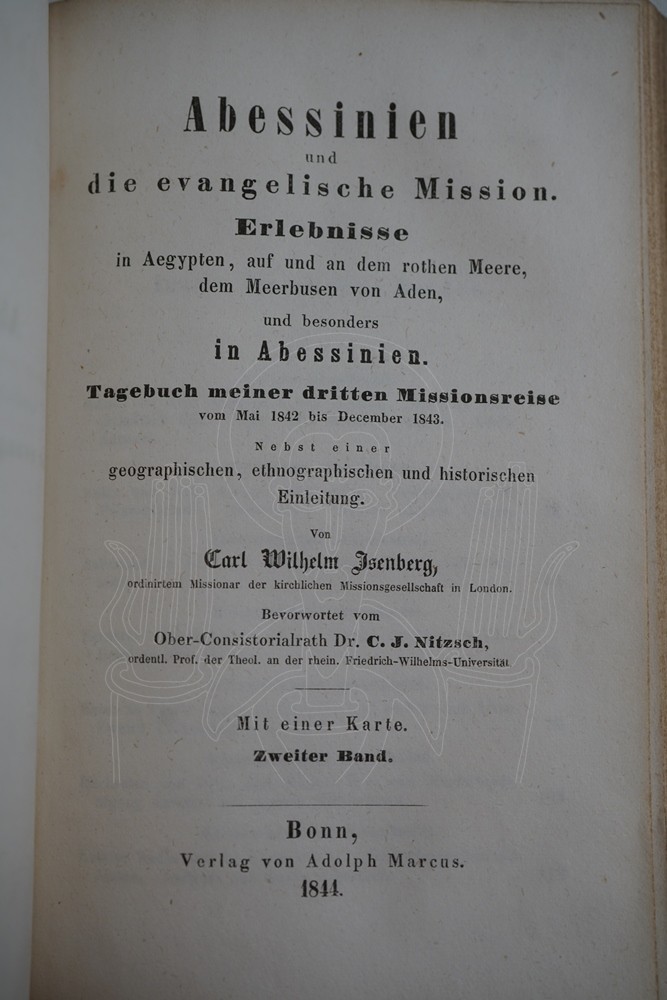 Abessinien
und
die evangelische Mission.
Erlebnisse
in Aegypten, auf und an dem rothen Meere,
dem Meerbusen von Aden,
und besonders
in Abessinien.
Tagebuch meiner dritten Missionsreise
vom Mai 1842 bis December 1843.
Nebst einer
geographischen, ethnographischen und historischen
Einleitung.
Von
Carl Wilhelm Isenberg,
ordinirtem Missionar der kirchlichen Missionsgesellschaft in London.
Bevorwortet vom
Ober-Consistorialrath Dr. C. J. Nitzsch,
ordentl. Prof. der Theol. an der rhein. Friedrich-Wilhelms-Universität
Mit einer Karte.
Zweiter Band.
Bonn,
Verlag von Adolph Marcus.
1844.